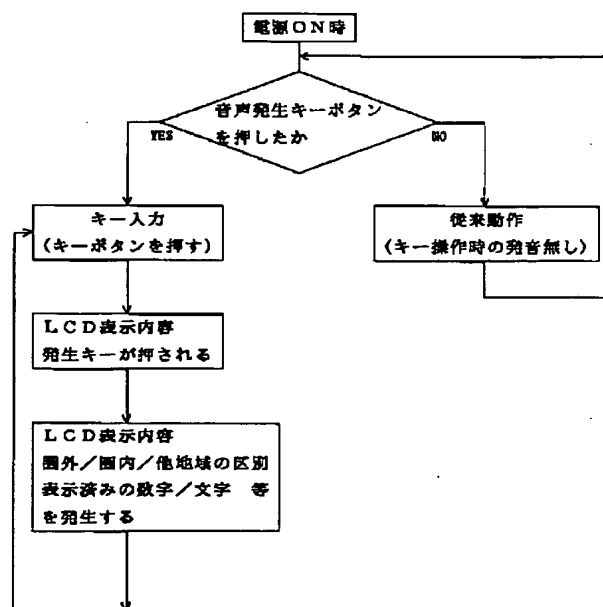 電源ON時
音声発生キーボタン
を押したか
YES
NO
キー入力
(キーボタンを押す)
従来動作
(キー操作時の発音無し)
LCD表示内容
発生キーが押される
LCD表示内容
圏外/圏内/他地域の区別
表示済みの数字/文字 等
を発生する